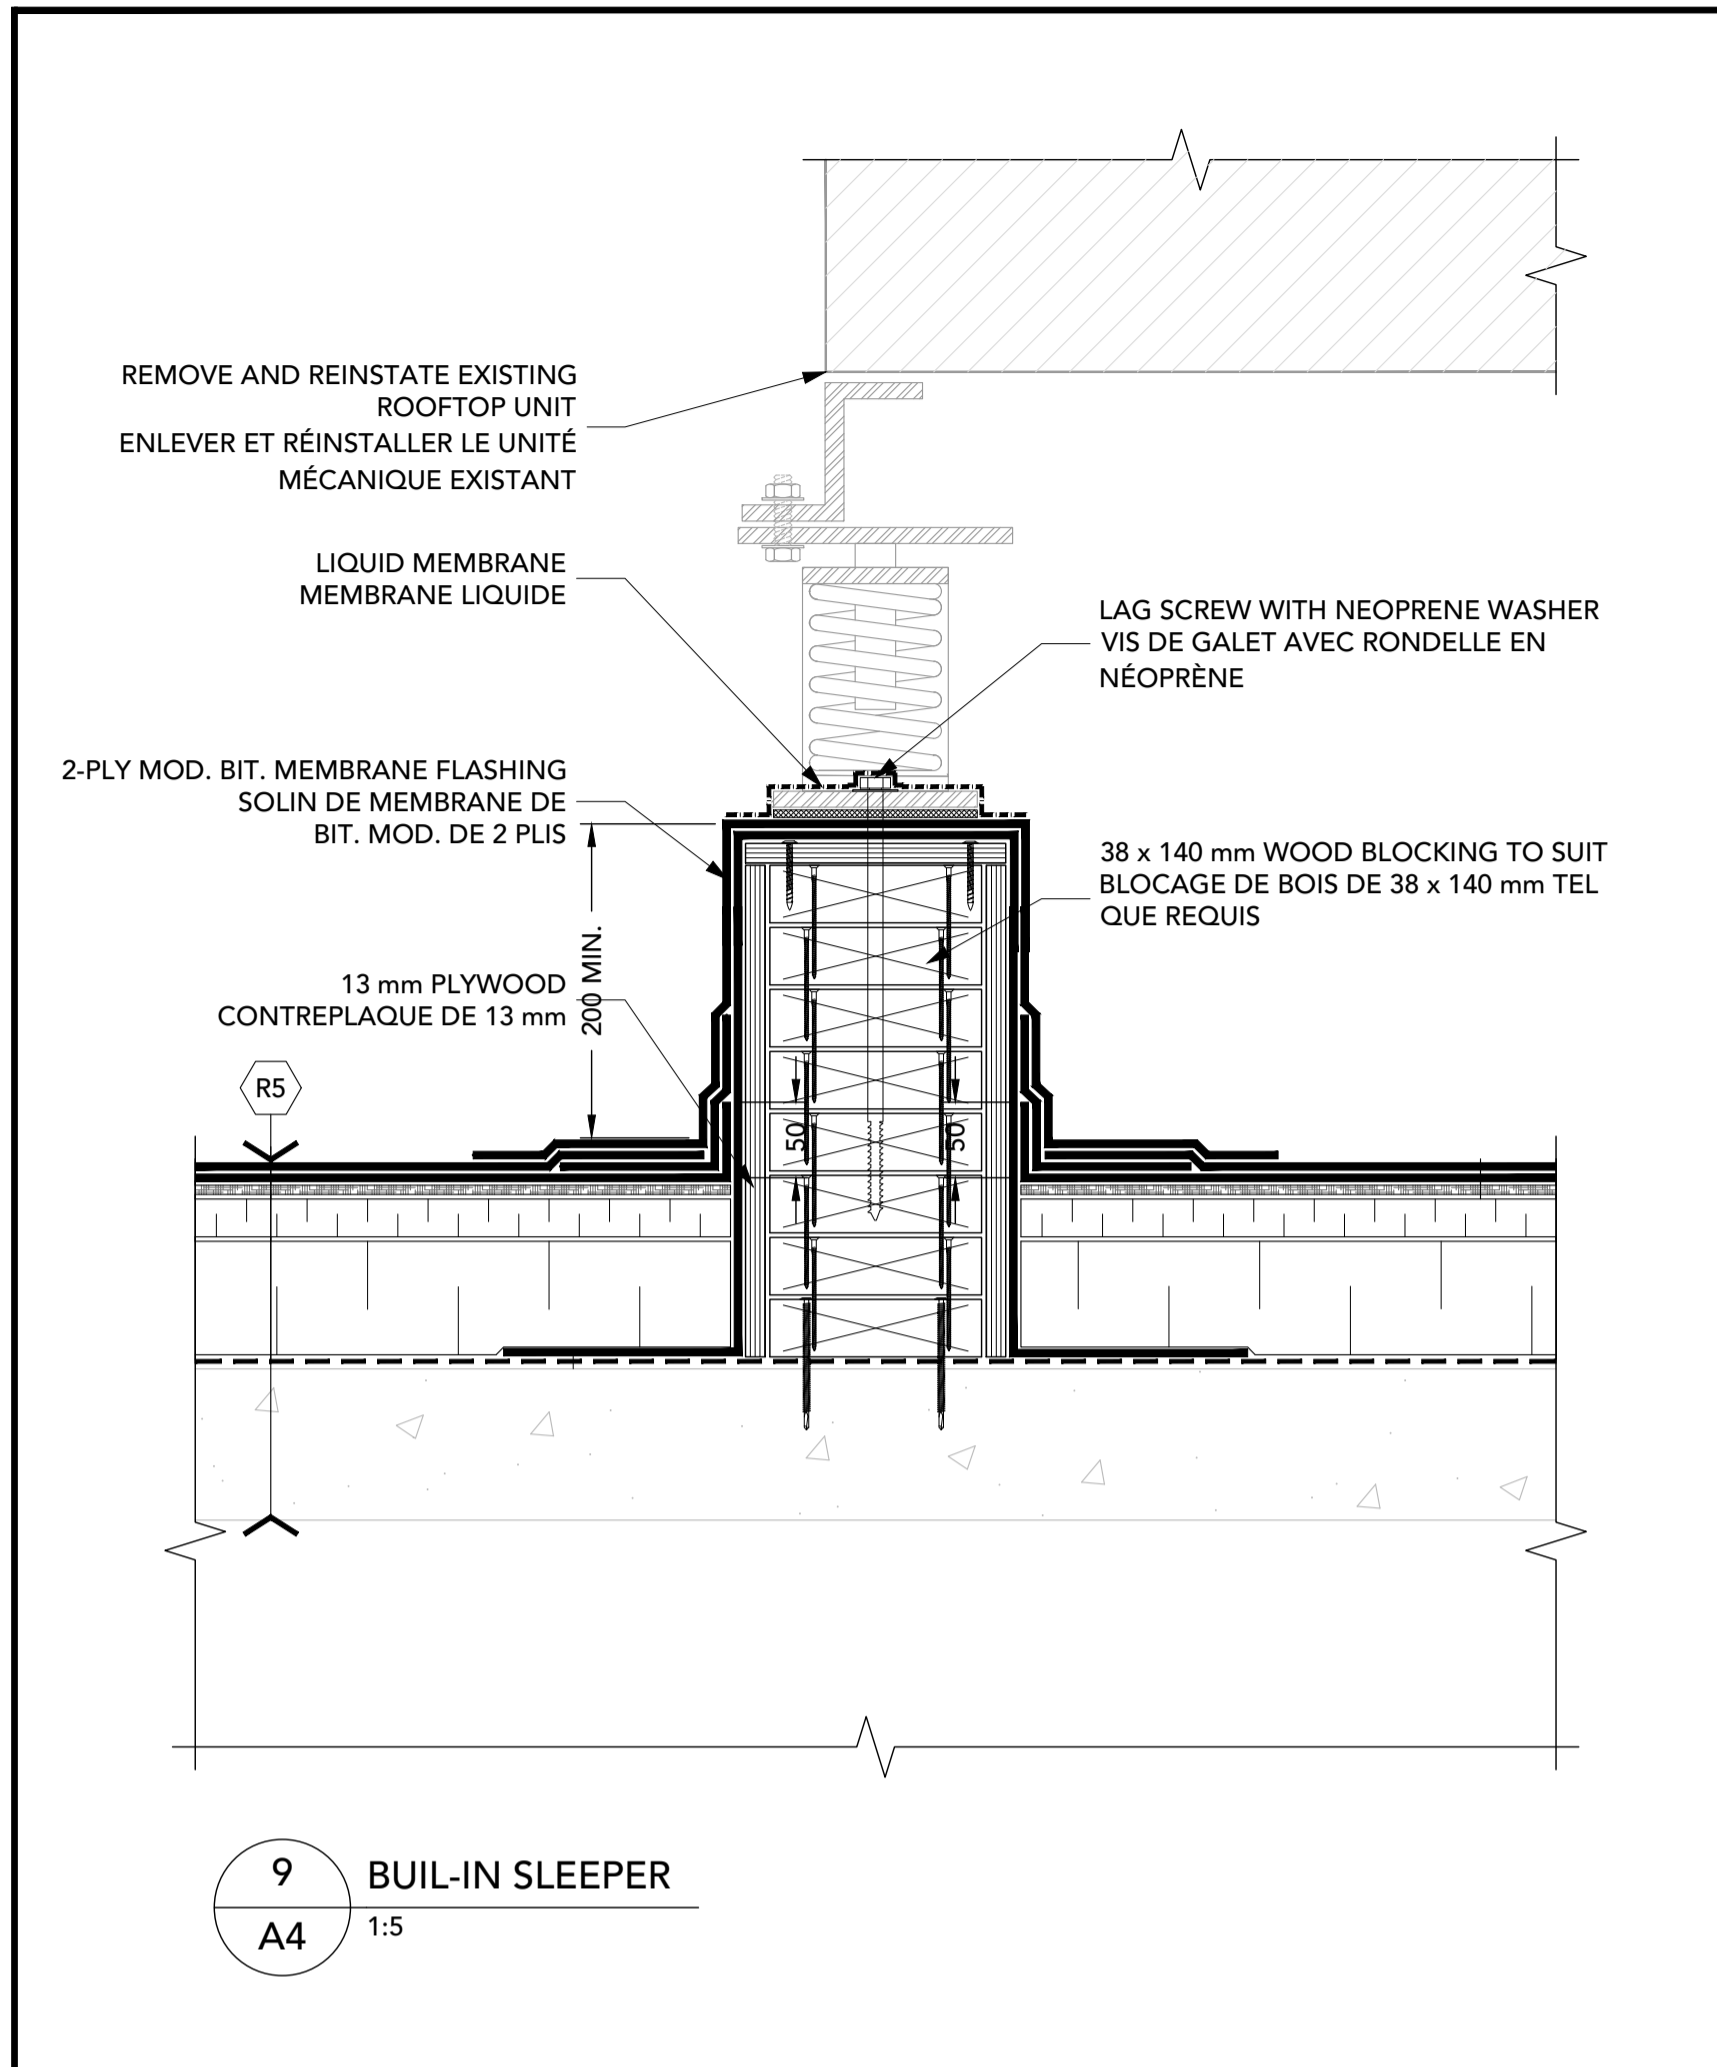 REMOVE AND REINSTATE EXISTING
ROOFTOP UNIT
ENLEVER ET RÉINSTALLER LE UNITÉ
MÉCANIQUE EXISTANT
LIQUID MEMBRANE
MEMBRANE LIQUIDE
LAG SCREW WITH NEOPRENE WASHER
VIS DE GALET AVEC RONDELLE EN
NÉOPRÈNE
2-PLY MOD. BIT. MEMBRANE FLASHING
SOLIN DE MEMBRANE DE
BIT. MOD. DE 2 PLIS
38 x 140 mm WOOD BLOCKING TO SUIT
BLOCAGE DE BOIS DE 38 x 140 mm TEL
QUE REQUIS
200 MIN.
13 mm PLYWOOD
CONTREPLAQUE DE 13 mm
R5
50
50
9
A4
BUIL-IN SLEEPER
1:5